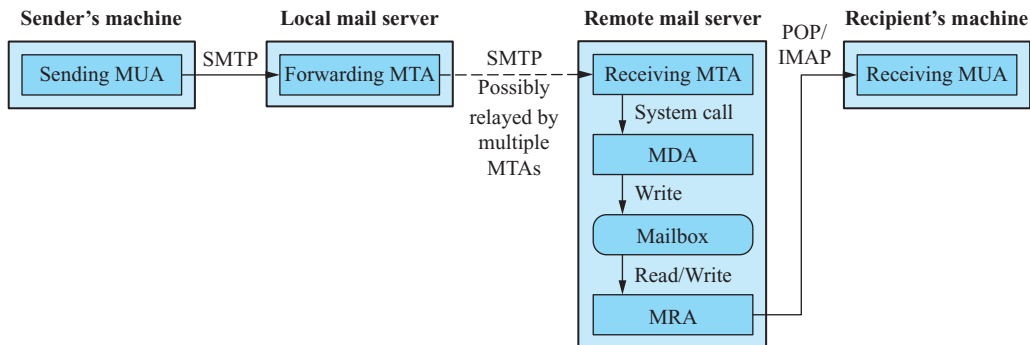 Sender's machine
Local mail server
Remote mail server
Recipient's machine
Sending MUA
SMTP
Forwarding MTA
SMTP
Possibly
relayed by
multiple
MTAs
Receiving MTA
System call
MDA
Write
Mailbox
Read/Write
MRA
POP/
IMAP
Receiving MUA